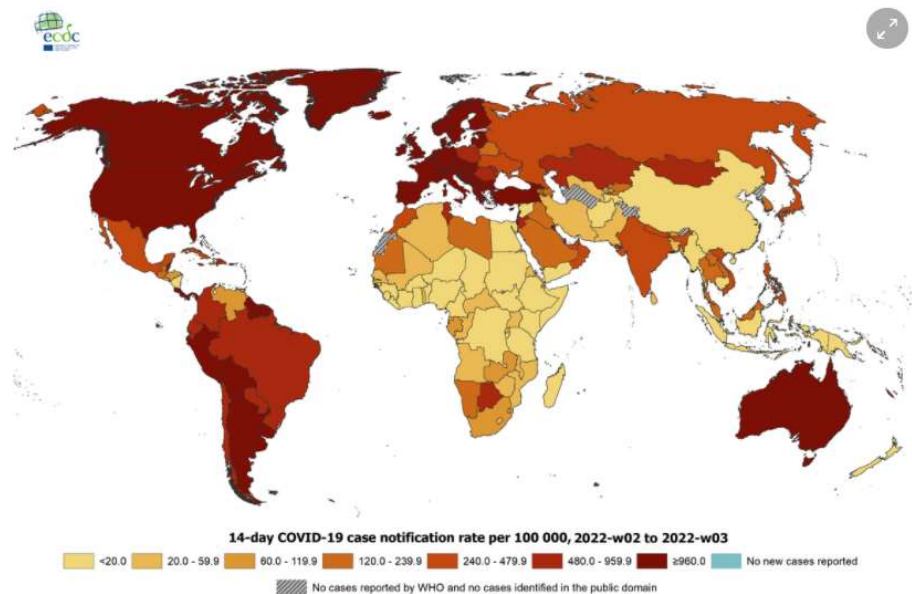 ecdc
14-day COVID-19 case notification rate per 100 000, 2022-w02 to 2022-w03
<20.0 20.0 - 59.9 60.0 - 119.9 120.0 - 239.9 240.0 - 479.9 480.0 - 959.9 ≥960.0 No new cases reported
No cases reported by WHO and no cases identified in the public domain